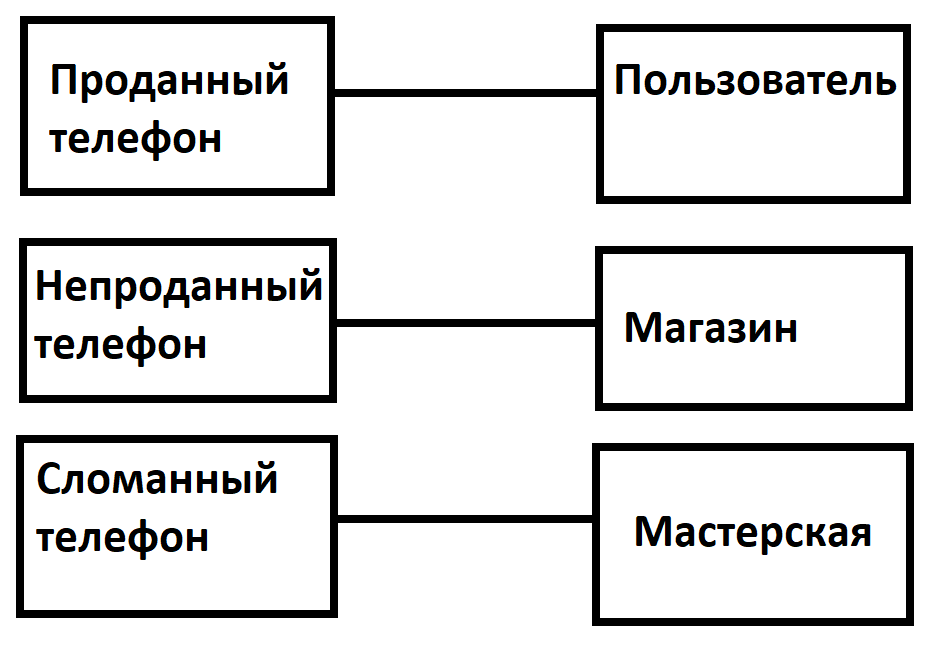 Проданный
телефон
Пользователь
Непроданный
телефон
Магазин
Сломанный
телефон
Мастерская